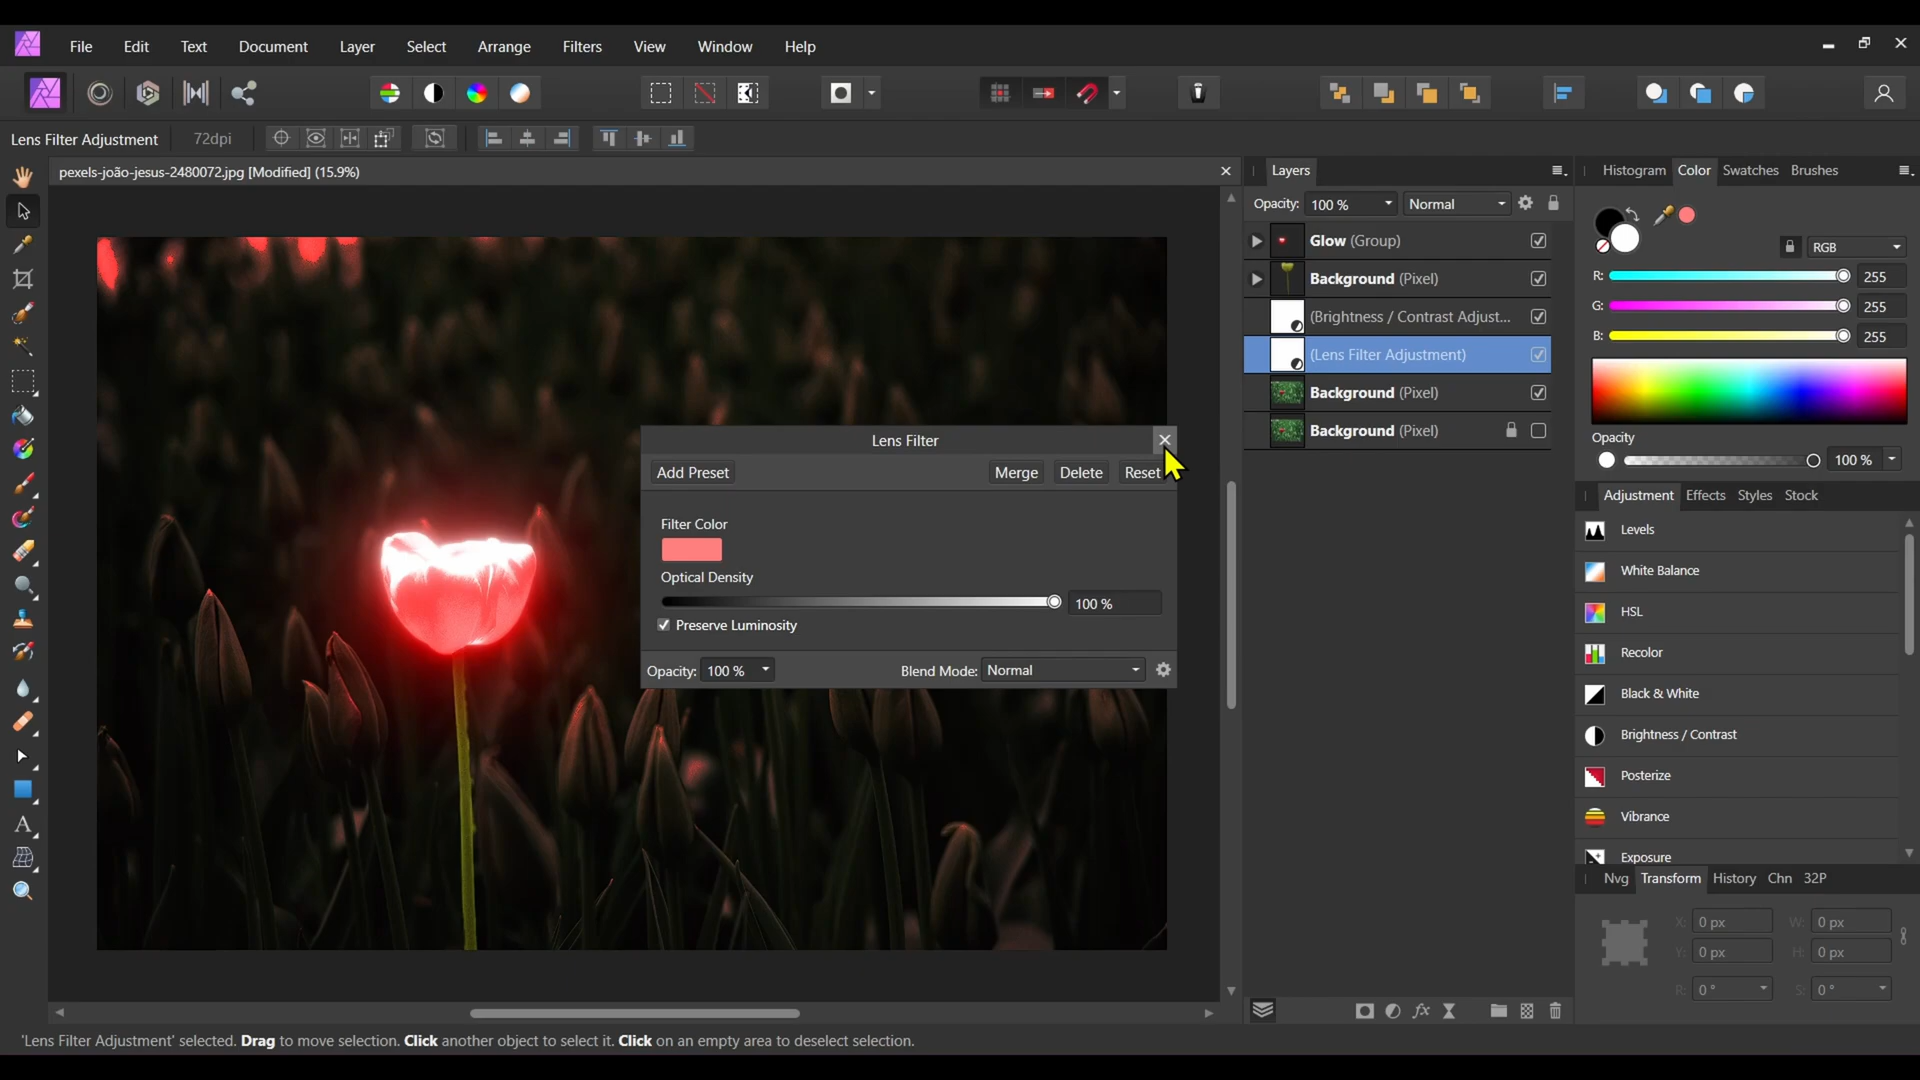 File Edit Text Document Layer Select Arrange Filters View Window Help
Lens Filter Adjustment 72dpi
pexels-joão-jesus-2480072.jpg [Modified] (15.9%)
Layers
Opacity: 100 % Normal
Glow (Group)
Background (Pixel)
(Brightness / Contrast Adjust...
(Lens Filter Adjustment)
Background (Pixel)
Background (Pixel)
Histogram Color Swatches Brushes
RGB
R: 255
G: 255
B: 255
Opacity
100 %
Adjustment Effects Styles Stock
Levels
White Balance
HSL
Recolor
Black & White
Brightness / Contrast
Posterize
Vibrance
Exposure
Nvg Transform History Chn 32P
X: 0 px W: 0 px
Y: 0 px H: 0 px
R: 0 ° S: 0 °
Lens Filter
Add Preset Merge Delete Reset
Filter Color
Optical Density
100 %
Preserve Luminosity
Opacity: 100 % Blend Mode: Normal
'Lens Filter Adjustment' selected. Drag to move selection. Click another object to select it. Click on an empty area to deselect selection.